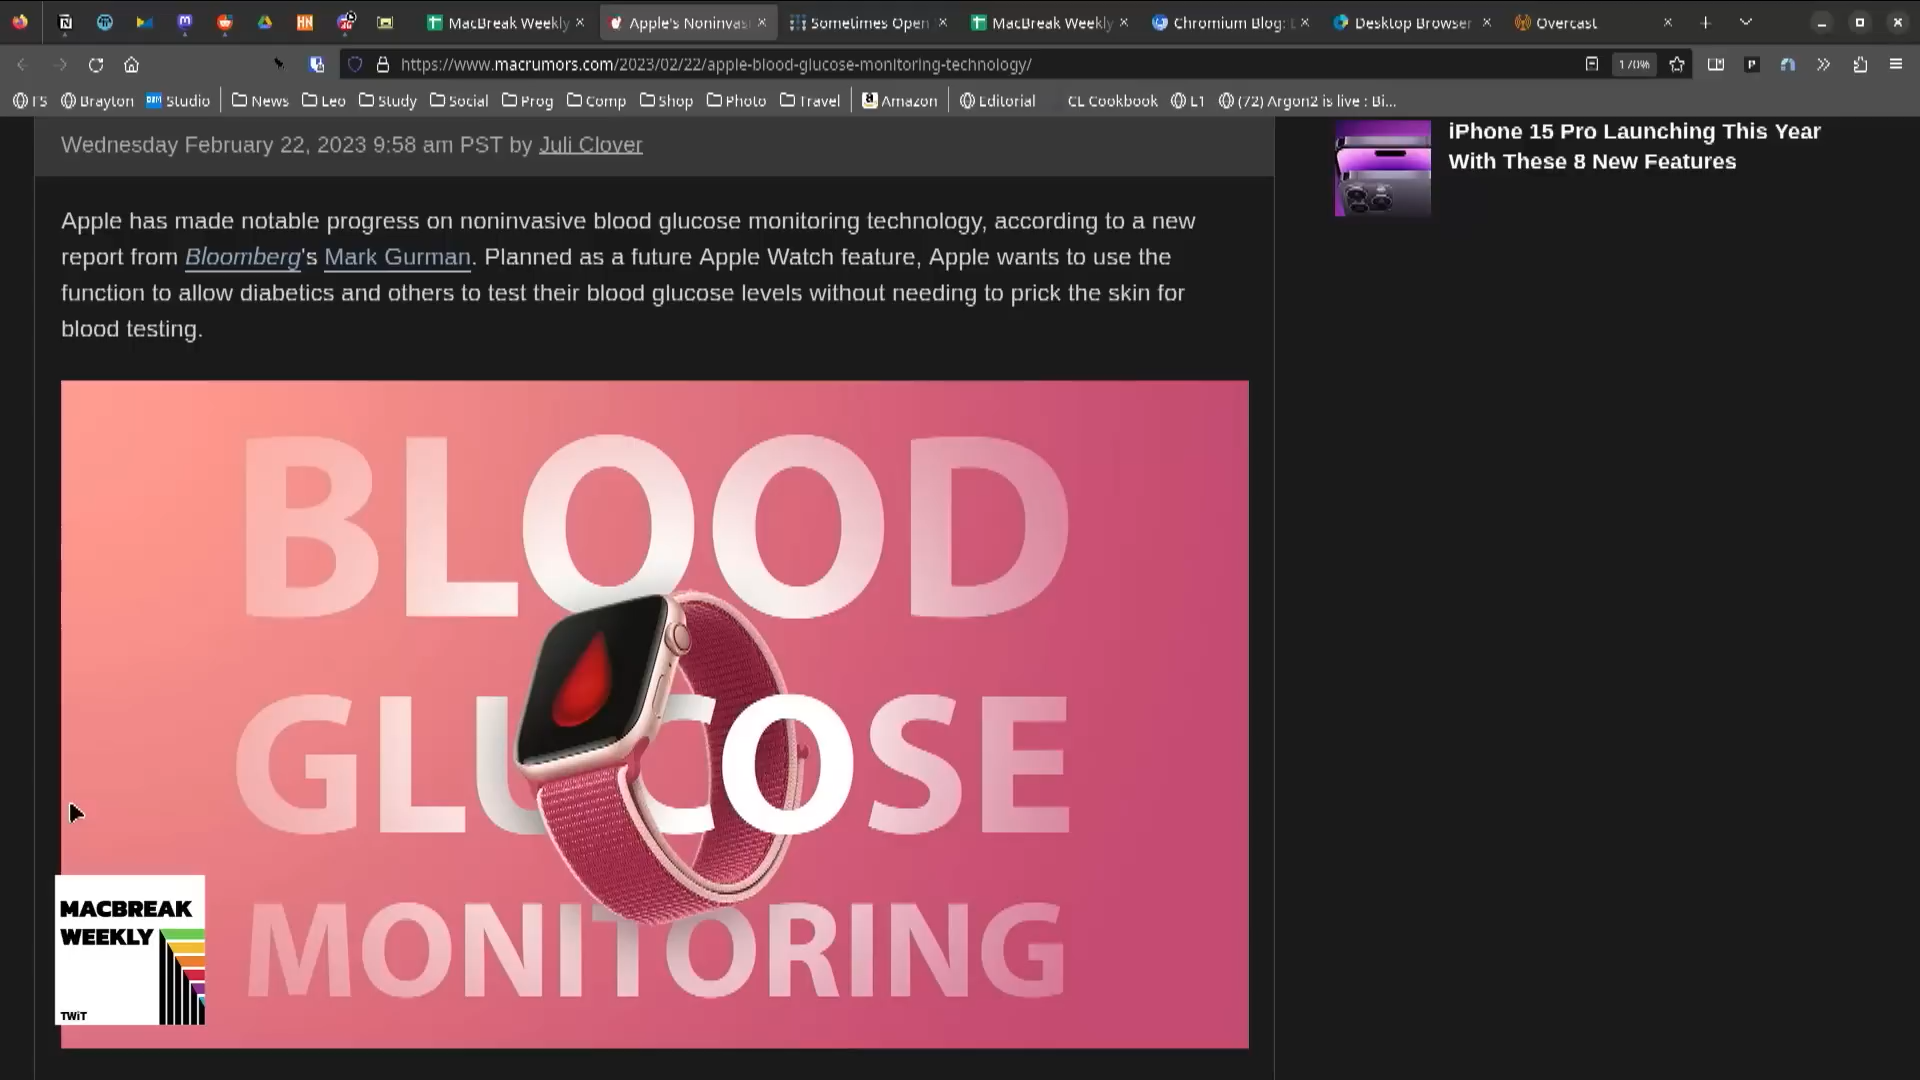 MacBreak Weekly
Apple's Noninvas
Sometimes Open
MacBreak Weekly
Chromium Blog:
Desktop Browser
Overcast
https://www.macrumors.com/2023/02/22/apple-blood-glucose-monitoring-technology/
170%
Brayton
Studio
News
Leo
Study
Social
Prog
Comp
Shop
Photo
Travel
Amazon
Editorial
CL Cookbook
L1
(72) Argon2 is live : Bi...
Wednesday February 22, 2023 9:58 am PST by Juli Clover
iPhone 15 Pro Launching This Year
With These 8 New Features
Apple has made notable progress on noninvasive blood glucose monitoring technology, according to a new
report from Bloomberg's Mark Gurman. Planned as a future Apple Watch feature, Apple wants to use the
function to allow diabetics and others to test their blood glucose levels without needing to prick the skin for
blood testing.
BLOOD
GLUCOSE
MONITORING
MACBREAK
WEEKLY
TWiT